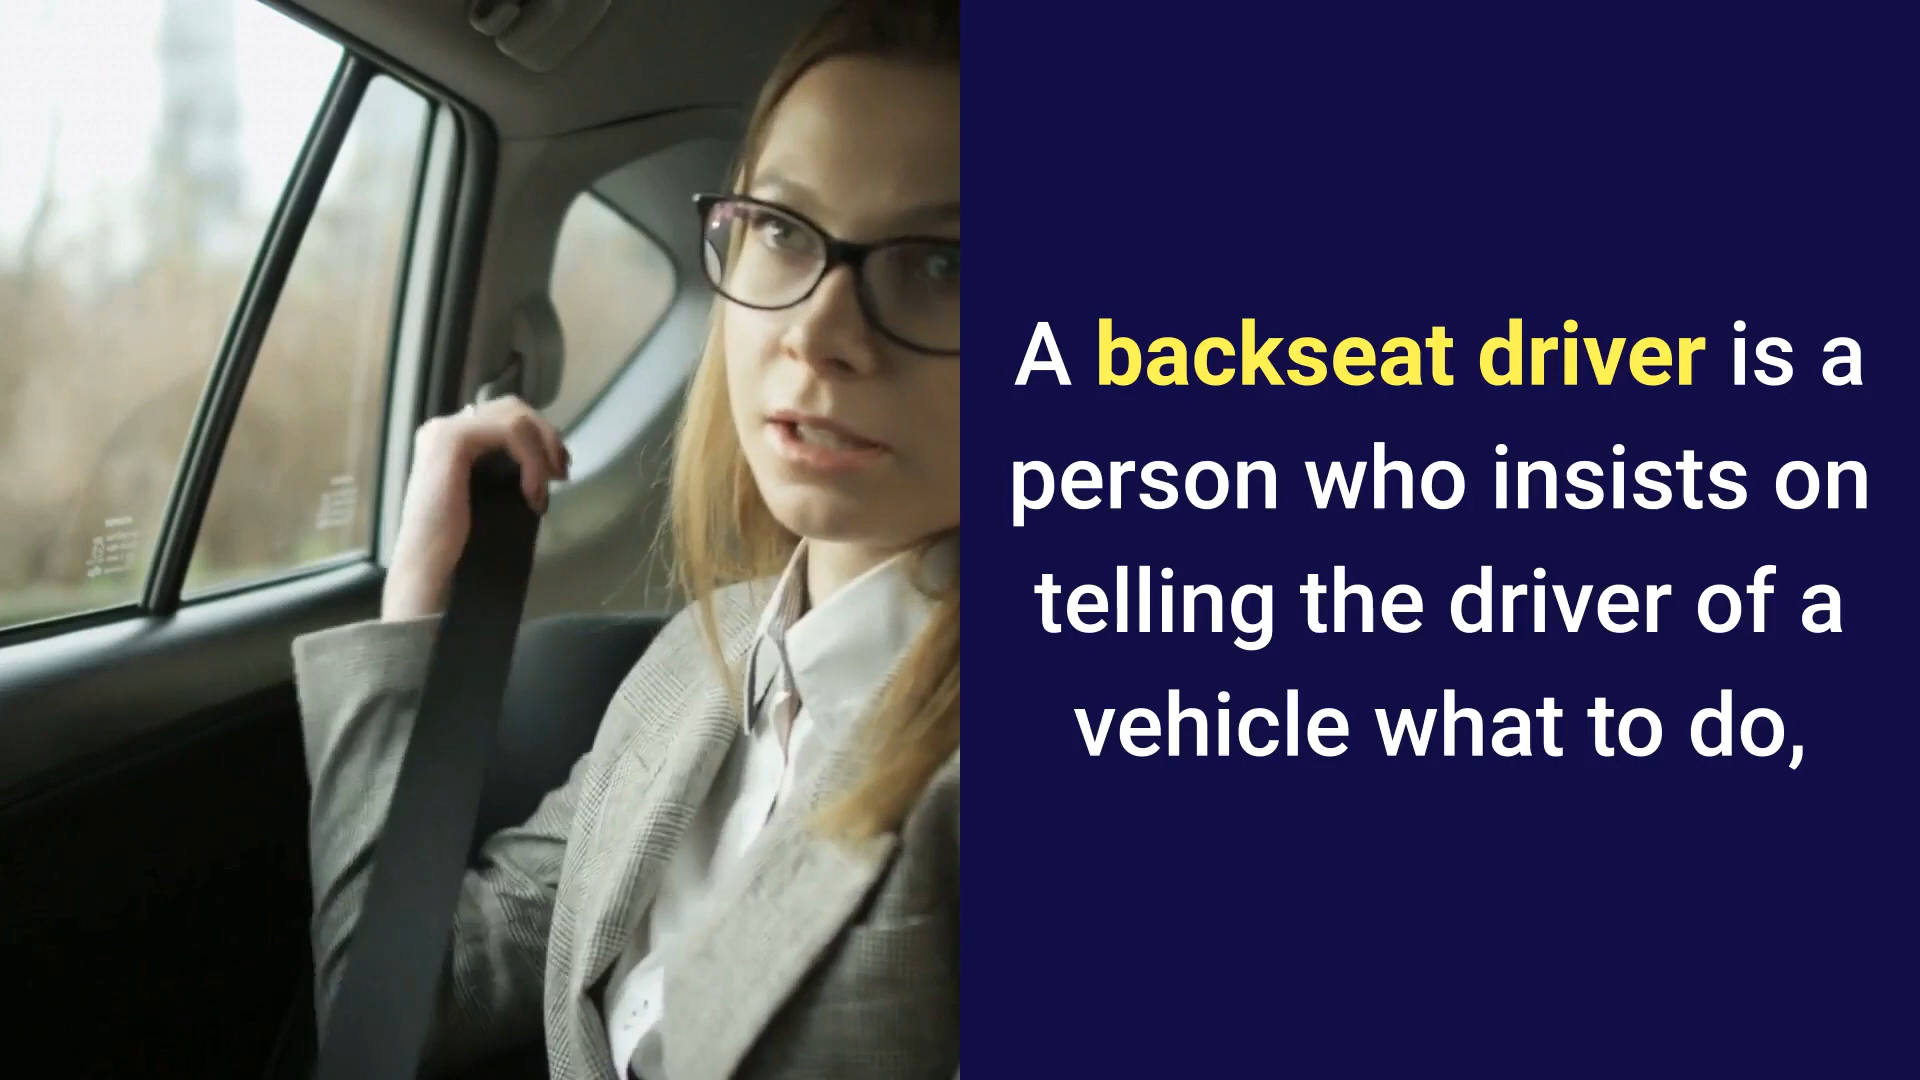 A backseat driver is a
person who insists on
telling the driver of a
vehicle what to do,